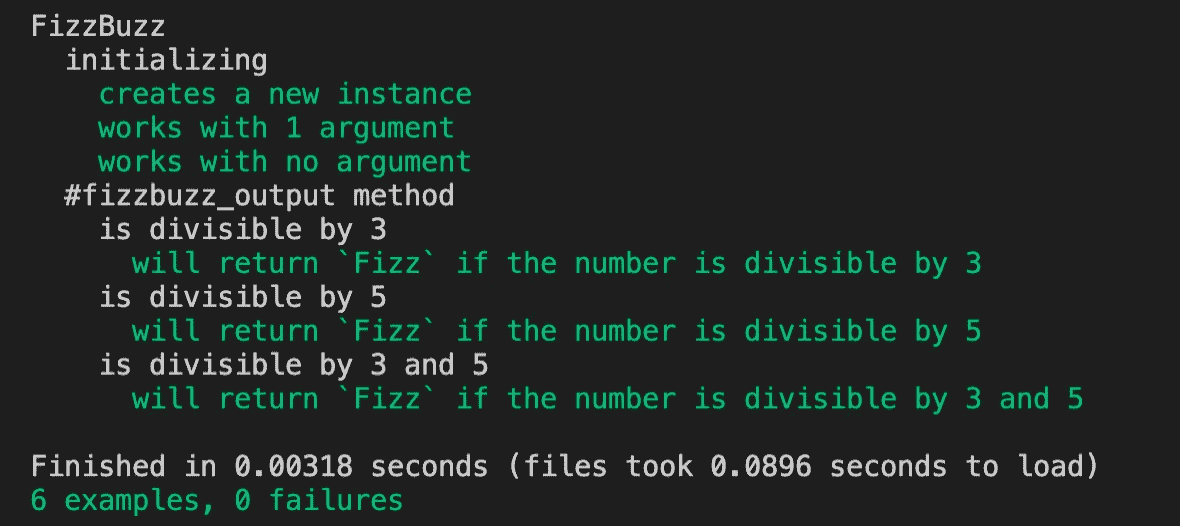 FizzBuzz
initializing
creates a new instance
works with 1 argument
works with no argument
#fizzbuzz_output method
is divisible by 3
will return `Fizz` if the number is divisible by 3
is divisible by 5
will return `Fizz` if the number is divisible by 5
is divisible by 3 and 5
will return `Fizz` if the number is divisible by 3 and 5
Finished in 0.00318 seconds (files took 0.0896 seconds to load)
6 examples, 0 failures